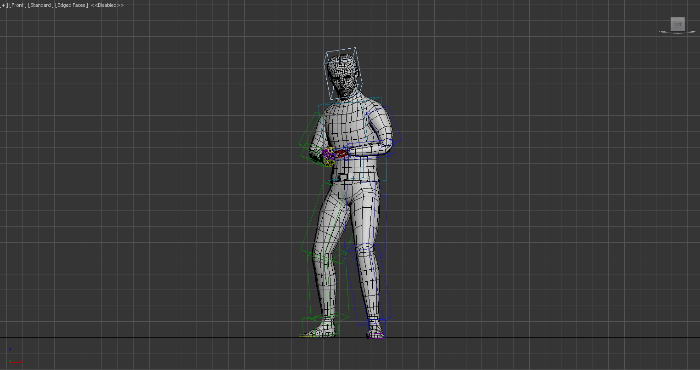 [+] [Front] [Standard] [Edged Faces] <<Disabled>>